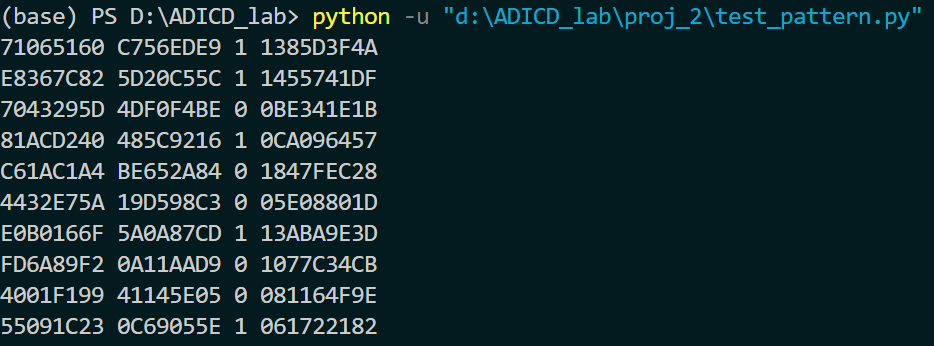 (base) PS D:\ADICD_lab> python -u "d:\ADICD_lab\proj_2\test_pattern.py"
71065160 C756EDE9 1 1385D3F4A
E8367C82 5D20C55C 1 1455741DF
7043295D 4DF0F4BE 0 0BE341E1B
81ACD240 485C9216 1 0CA096457
C61AC1A4 BE652A84 0 1847FEC28
4432E75A 19D598C3 0 05E08801D
E0B0166F 5A0A87CD 1 13ABA9E3D
FD6A89F2 0A11AAD9 0 1077C34CB
4001F199 41145E05 0 081164F9E
55091C23 0C69055E 1 061722182